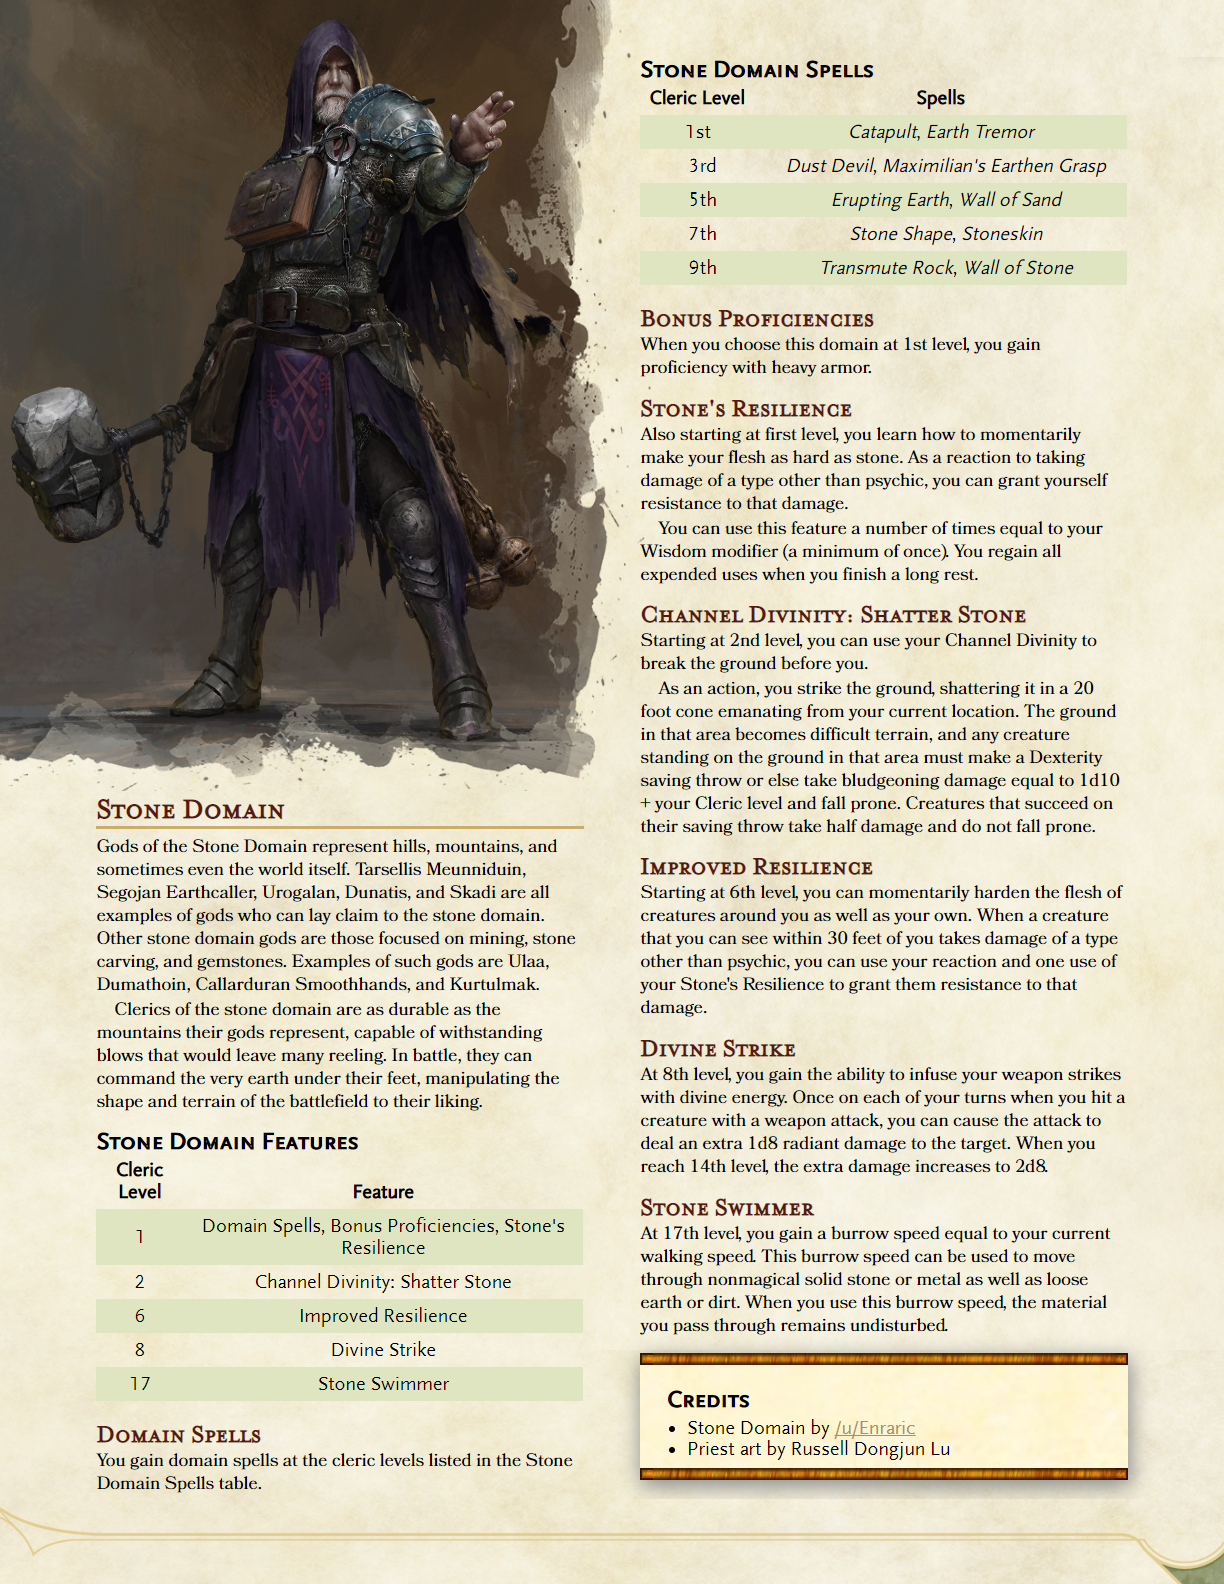 Stone Domain
Gods of the Stone Domain represent hills, mountains, and
sometimes even the world itself. Tarsellis Meunniduin,
Segojan Earthcaller, Urogalan, Dunatis, and Skadi are all
examples of gods who can lay claim to the stone domain.
Other stone domain gods are those focused on mining, stone
carving, and gemstones. Examples of such gods are Ulaa,
Dumathoin, Callarduran Smoothhands, and Kurtulmak.
Clerics of the stone domain are as durable as the
mountains their gods represent, capable of withstanding
blows that would leave many reeling. In battle, they can
command the very earth under their feet, manipulating the
shape and terrain of the battlefield to their liking.
Stone Domain Features
Cleric
Level Feature
1 Domain Spells, Bonus Proficiencies, Stone's
Resilience
2 Channel Divinity: Shatter Stone
6 Improved Resilience
8 Divine Strike
17 Stone Swimmer
Domain Spells
You gain domain spells at the cleric levels listed in the Stone
Domain Spells table.
Stone Domain Spells
Cleric Level Spells
1st Catapult, Earth Tremor
3rd Dust Devil, Maximilian's Earthen Grasp
5th Erupting Earth, Wall of Sand
7th Stone Shape, Stoneskin
9th Transmute Rock, Wall of Stone
Bonus Proficiencies
When you choose this domain at 1st level, you gain
proficiency with heavy armor.
Stone's Resilience
Also starting at first level, you learn how to momentarily
make your flesh as hard as stone. As a reaction to taking
damage of a type other than psychic, you can grant yourself
resistance to that damage.
You can use this feature a number of times equal to your
Wisdom modifier (a minimum of once). You regain all
expended uses when you finish a long rest.
Channel Divinity: Shatter Stone
Starting at 2nd level, you can use your Channel Divinity to
break the ground before you.
As an action, you strike the ground, shattering it in a 20
foot cone emanating from your current location. The ground
in that area becomes difficult terrain, and any creature
standing on the ground in that area must make a Dexterity
saving throw or else take bludgeoning damage equal to 1d10
+ your Cleric level and fall prone. Creatures that succeed on
their saving throw take half damage and do not fall prone.
Improved Resilience
Starting at 6th level, you can momentarily harden the flesh of
creatures around you as well as your own. When a creature
that you can see within 30 feet of you takes damage of a type
other than psychic, you can use your reaction and one use of
your Stone's Resilience to grant them resistance to that
damage.
Divine Strike
At 8th level, you gain the ability to infuse your weapon strikes
with divine energy. Once on each of your turns when you hit a
creature with a weapon attack, you can cause the attack to
deal an extra 1d8 radiant damage to the target. When you
reach 14th level, the extra damage increases to 2d8.
Stone Swimmer
At 17th level, you gain a burrow speed equal to your current
walking speed. This burrow speed can be used to move
through nonmagical solid stone or metal as well as loose
earth or dirt. When you use this burrow speed, the material
you pass through remains undisturbed.
Credits
• Stone Domain by /u/Enraric
• Priest art by Russell Dongjun Lu